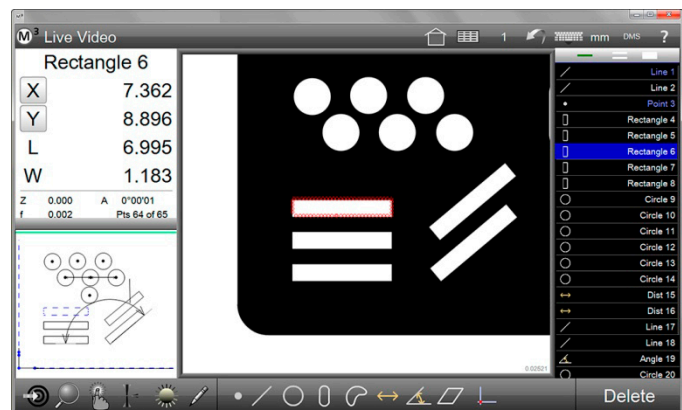 M³ Live Video
1
mm
DMS
?
Rectangle 6
X 7.362
Y 8.896
L 6.995
W 1.183
Z 0.000 A 0°00'01
f 0.002 Pts 64 of 65
0.02521
Line 1
Line 2
Point 3
Rectangle 4
Rectangle 5
Rectangle 6
Rectangle 7
Rectangle 8
Circle 9
Circle 10
Circle 11
Circle 12
Circle 13
Circle 14
Dist 15
Dist 16
Line 17
Line 18
Angle 19
Circle 20
Delete